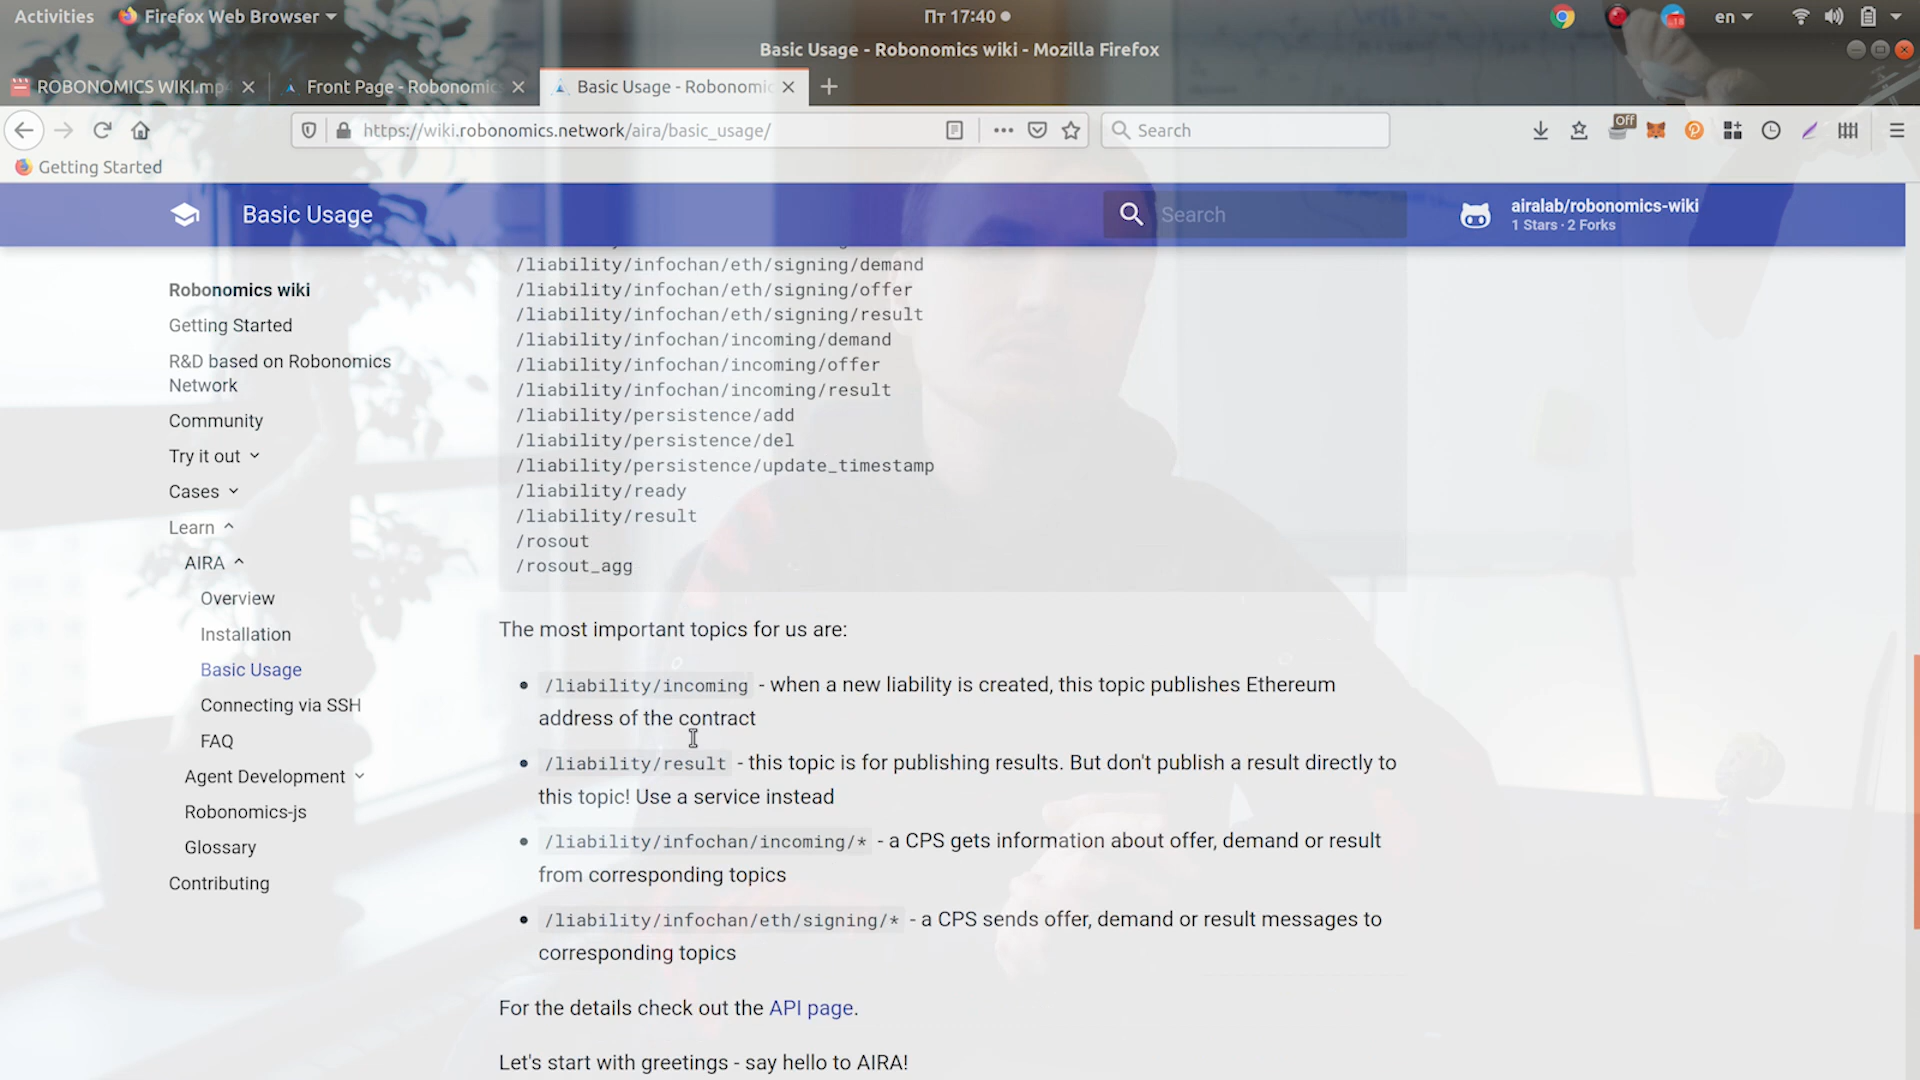 Activities Firefox Web Browser Пт 17:40 en
Basic Usage - Robonomics wiki - Mozilla Firefox
ROBONOMICS WIKI.mp4 Front Page - Robonomics Basic Usage - Robonomic
https://wiki.robonomics.network/aira/basic_usage/ Search Off
Getting Started
Basic Usage Search airalab/robonomics-wiki
1 Stars · 2 Forks
Robonomics wiki
Getting Started
R&D based on Robonomics
Network
Community
Try it out
Cases
Learn
AIRA
Overview
Installation
Basic Usage
Connecting via SSH
FAQ
Agent Development
Robonomics-js
Glossary
Contributing
/liability/infochan/eth/signing/demand
/liability/infochan/eth/signing/offer
/liability/infochan/eth/signing/result
/liability/infochan/incoming/demand
/liability/infochan/incoming/offer
/liability/infochan/incoming/result
/liability/persistence/add
/liability/persistence/del
/liability/persistence/update_timestamp
/liability/ready
/liability/result
/rosout
/rosout_agg
The most important topics for us are:
/liability/incoming - when a new liability is created, this topic publishes Ethereum
address of the contract
/liability/result - this topic is for publishing results. But don't publish a result directly to
this topic! Use a service instead
/liability/infochan/incoming/* - a CPS gets information about offer, demand or result
from corresponding topics
/liability/infochan/eth/signing/* - a CPS sends offer, demand or result messages to
corresponding topics
For the details check out the API page.
Let's start with greetings - say hello to AIRA!